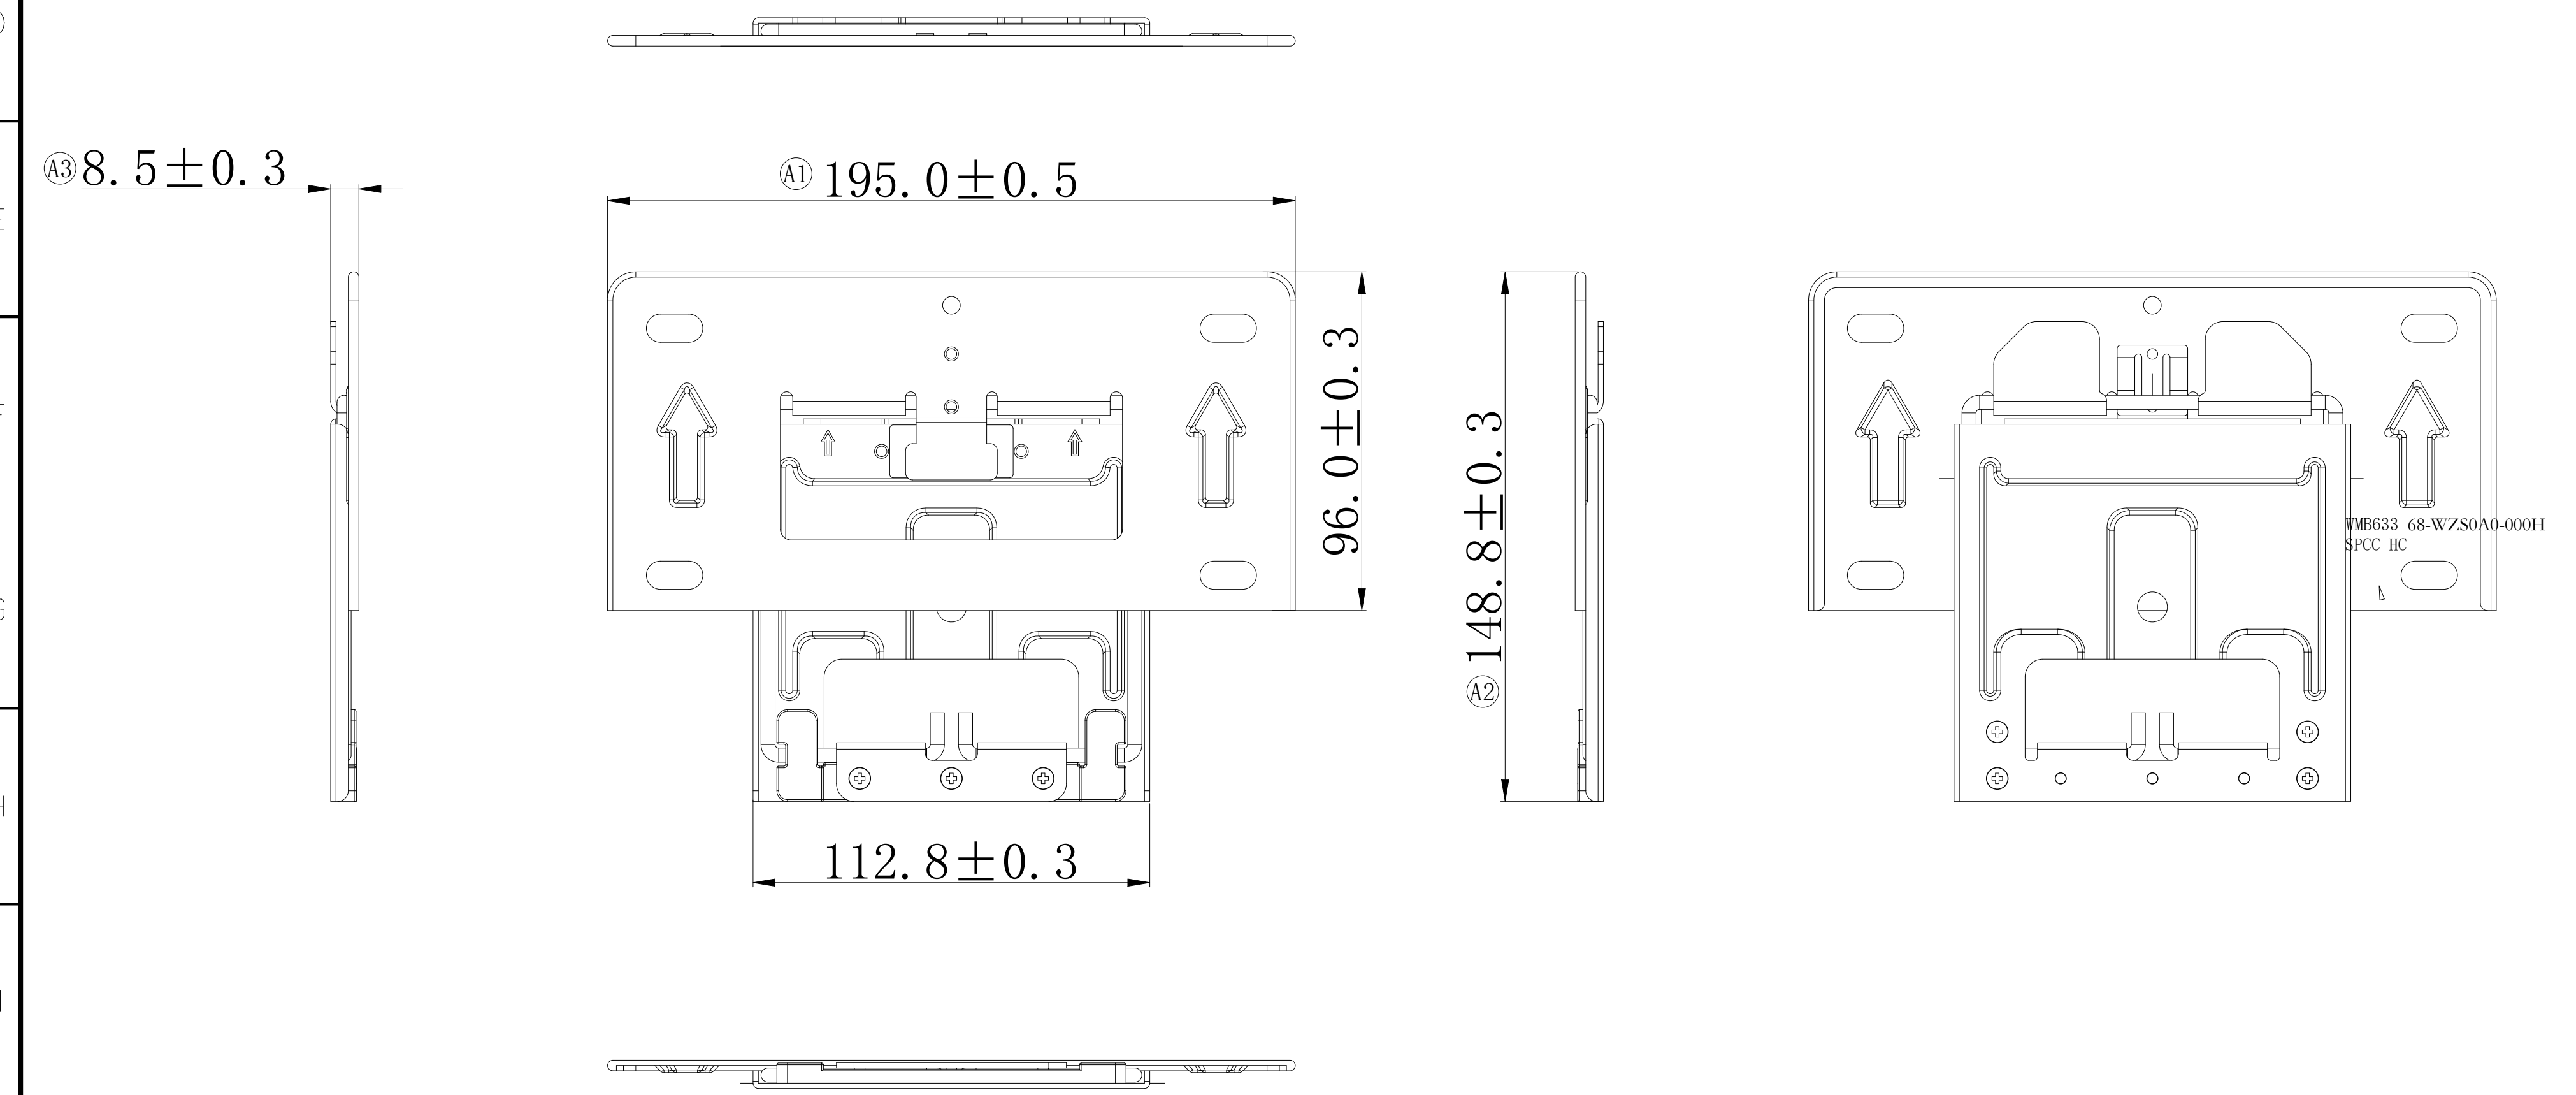 A3 8.5±0.3
A1 195.0±0.5
96.0±0.3
A2 148.8±0.3
WMB633 68-WZS0A0-000H
SPCC HC
112.8±0.3
G
H